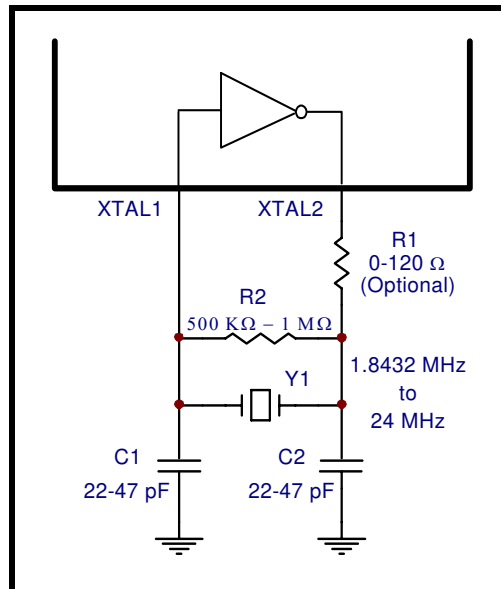 XTAL1
XTAL2
R1
0-120 Ω
(Optional)
R2
500 KΩ – 1 MΩ
Y1
1.8432 MHz
to
24 MHz
C1
22-47 pF
C2
22-47 pF